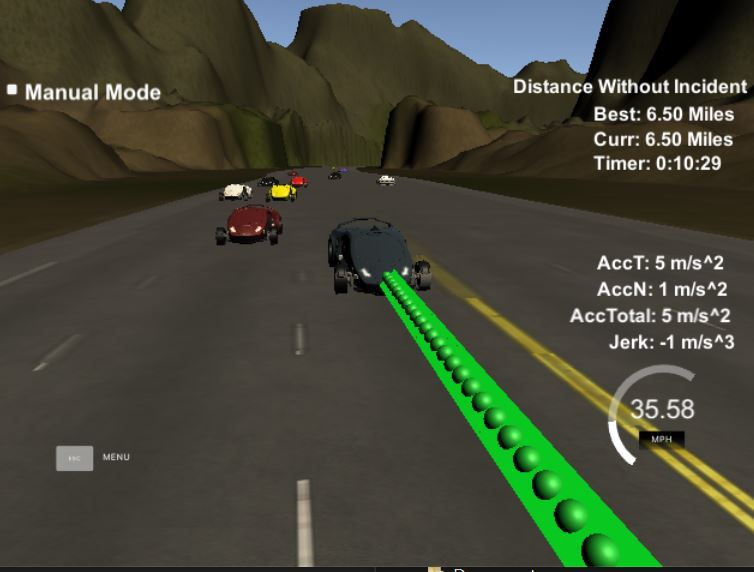 Manual Mode
Distance Without Incident
Best: 6.50 Miles
Curr: 6.50 Miles
Timer: 0:10:29
AccT: 5 m/s^2
AccN: 1 m/s^2
AccTotal: 5 m/s^2
Jerk: -1 m/s^3
35.58
MPH
ESC MENU